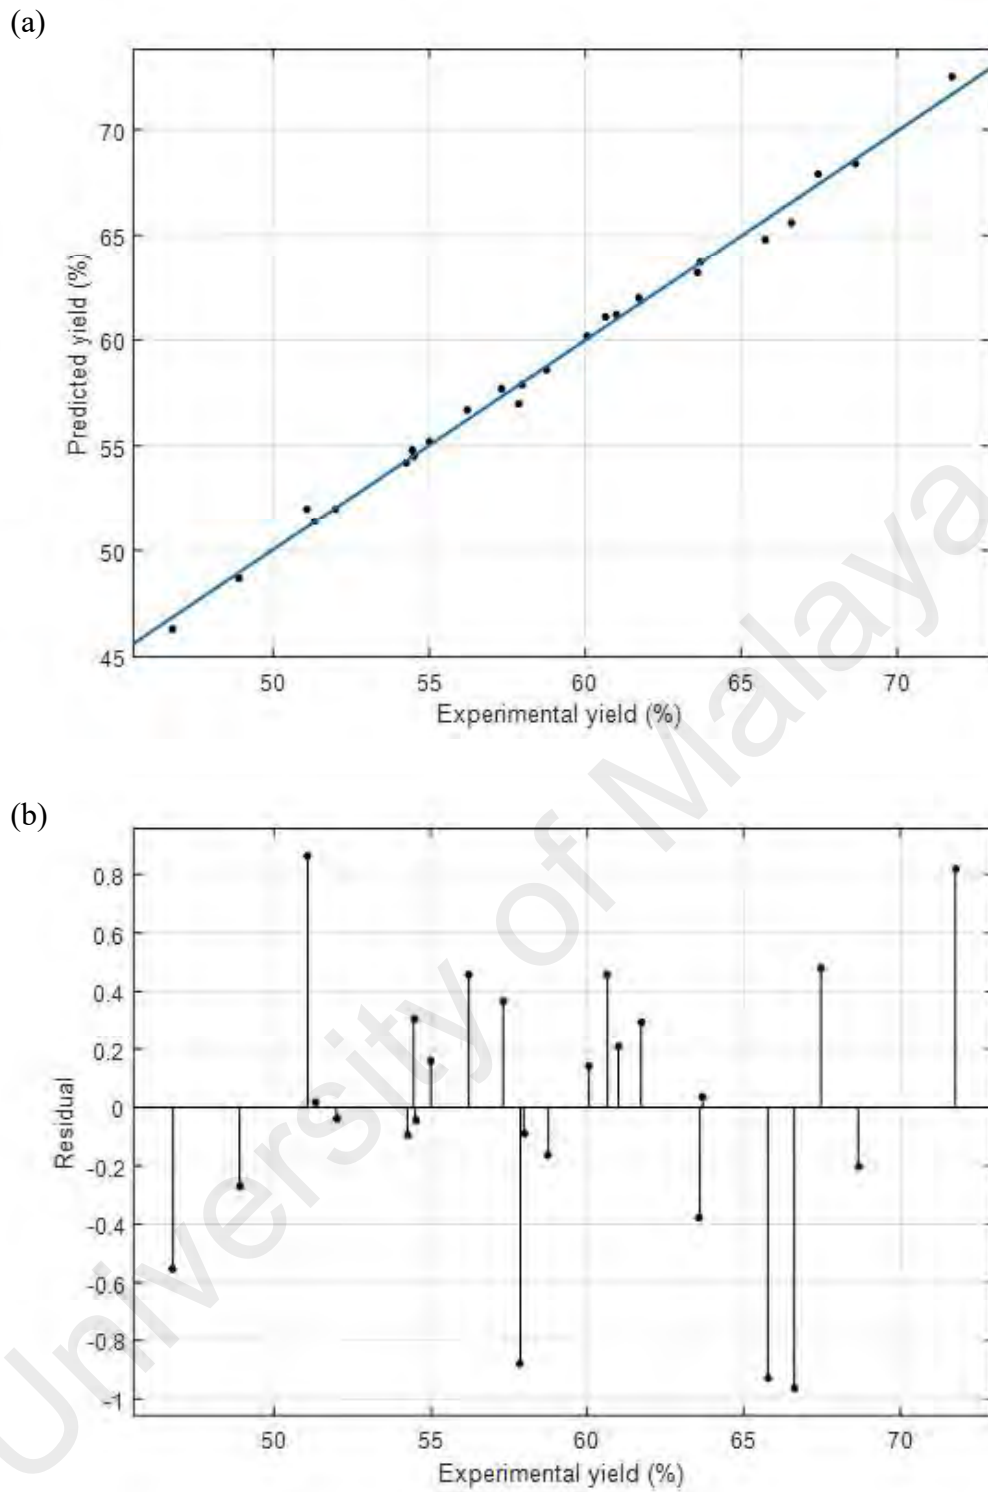 (a)
70
65
60
55
50
45
Predicted yield (%)
50 55 60 65 70
Experimental yield (%)
(b)
0.8
0.6
0.4
0.2
0
-0.2
-0.4
-0.6
-0.8
-1
Residual
50 55 60 65 70
Experimental yield (%)
University of Malaya